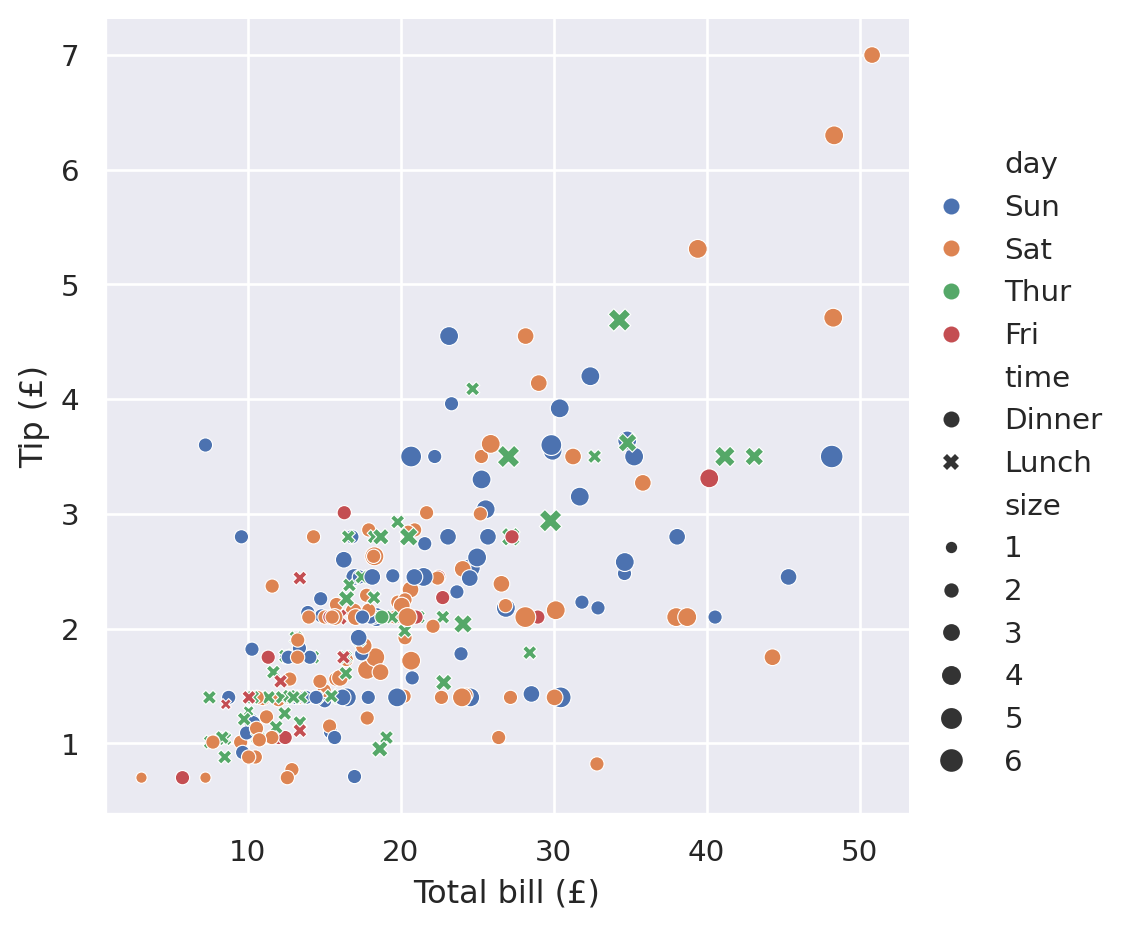 7
6
5
4
3
2
1
Tip (£)
10 20 30 40 50
Total bill (£)
day
Sun
Sat
Thur
Fri
time
Dinner
Lunch
size
1
2
3
4
5
6